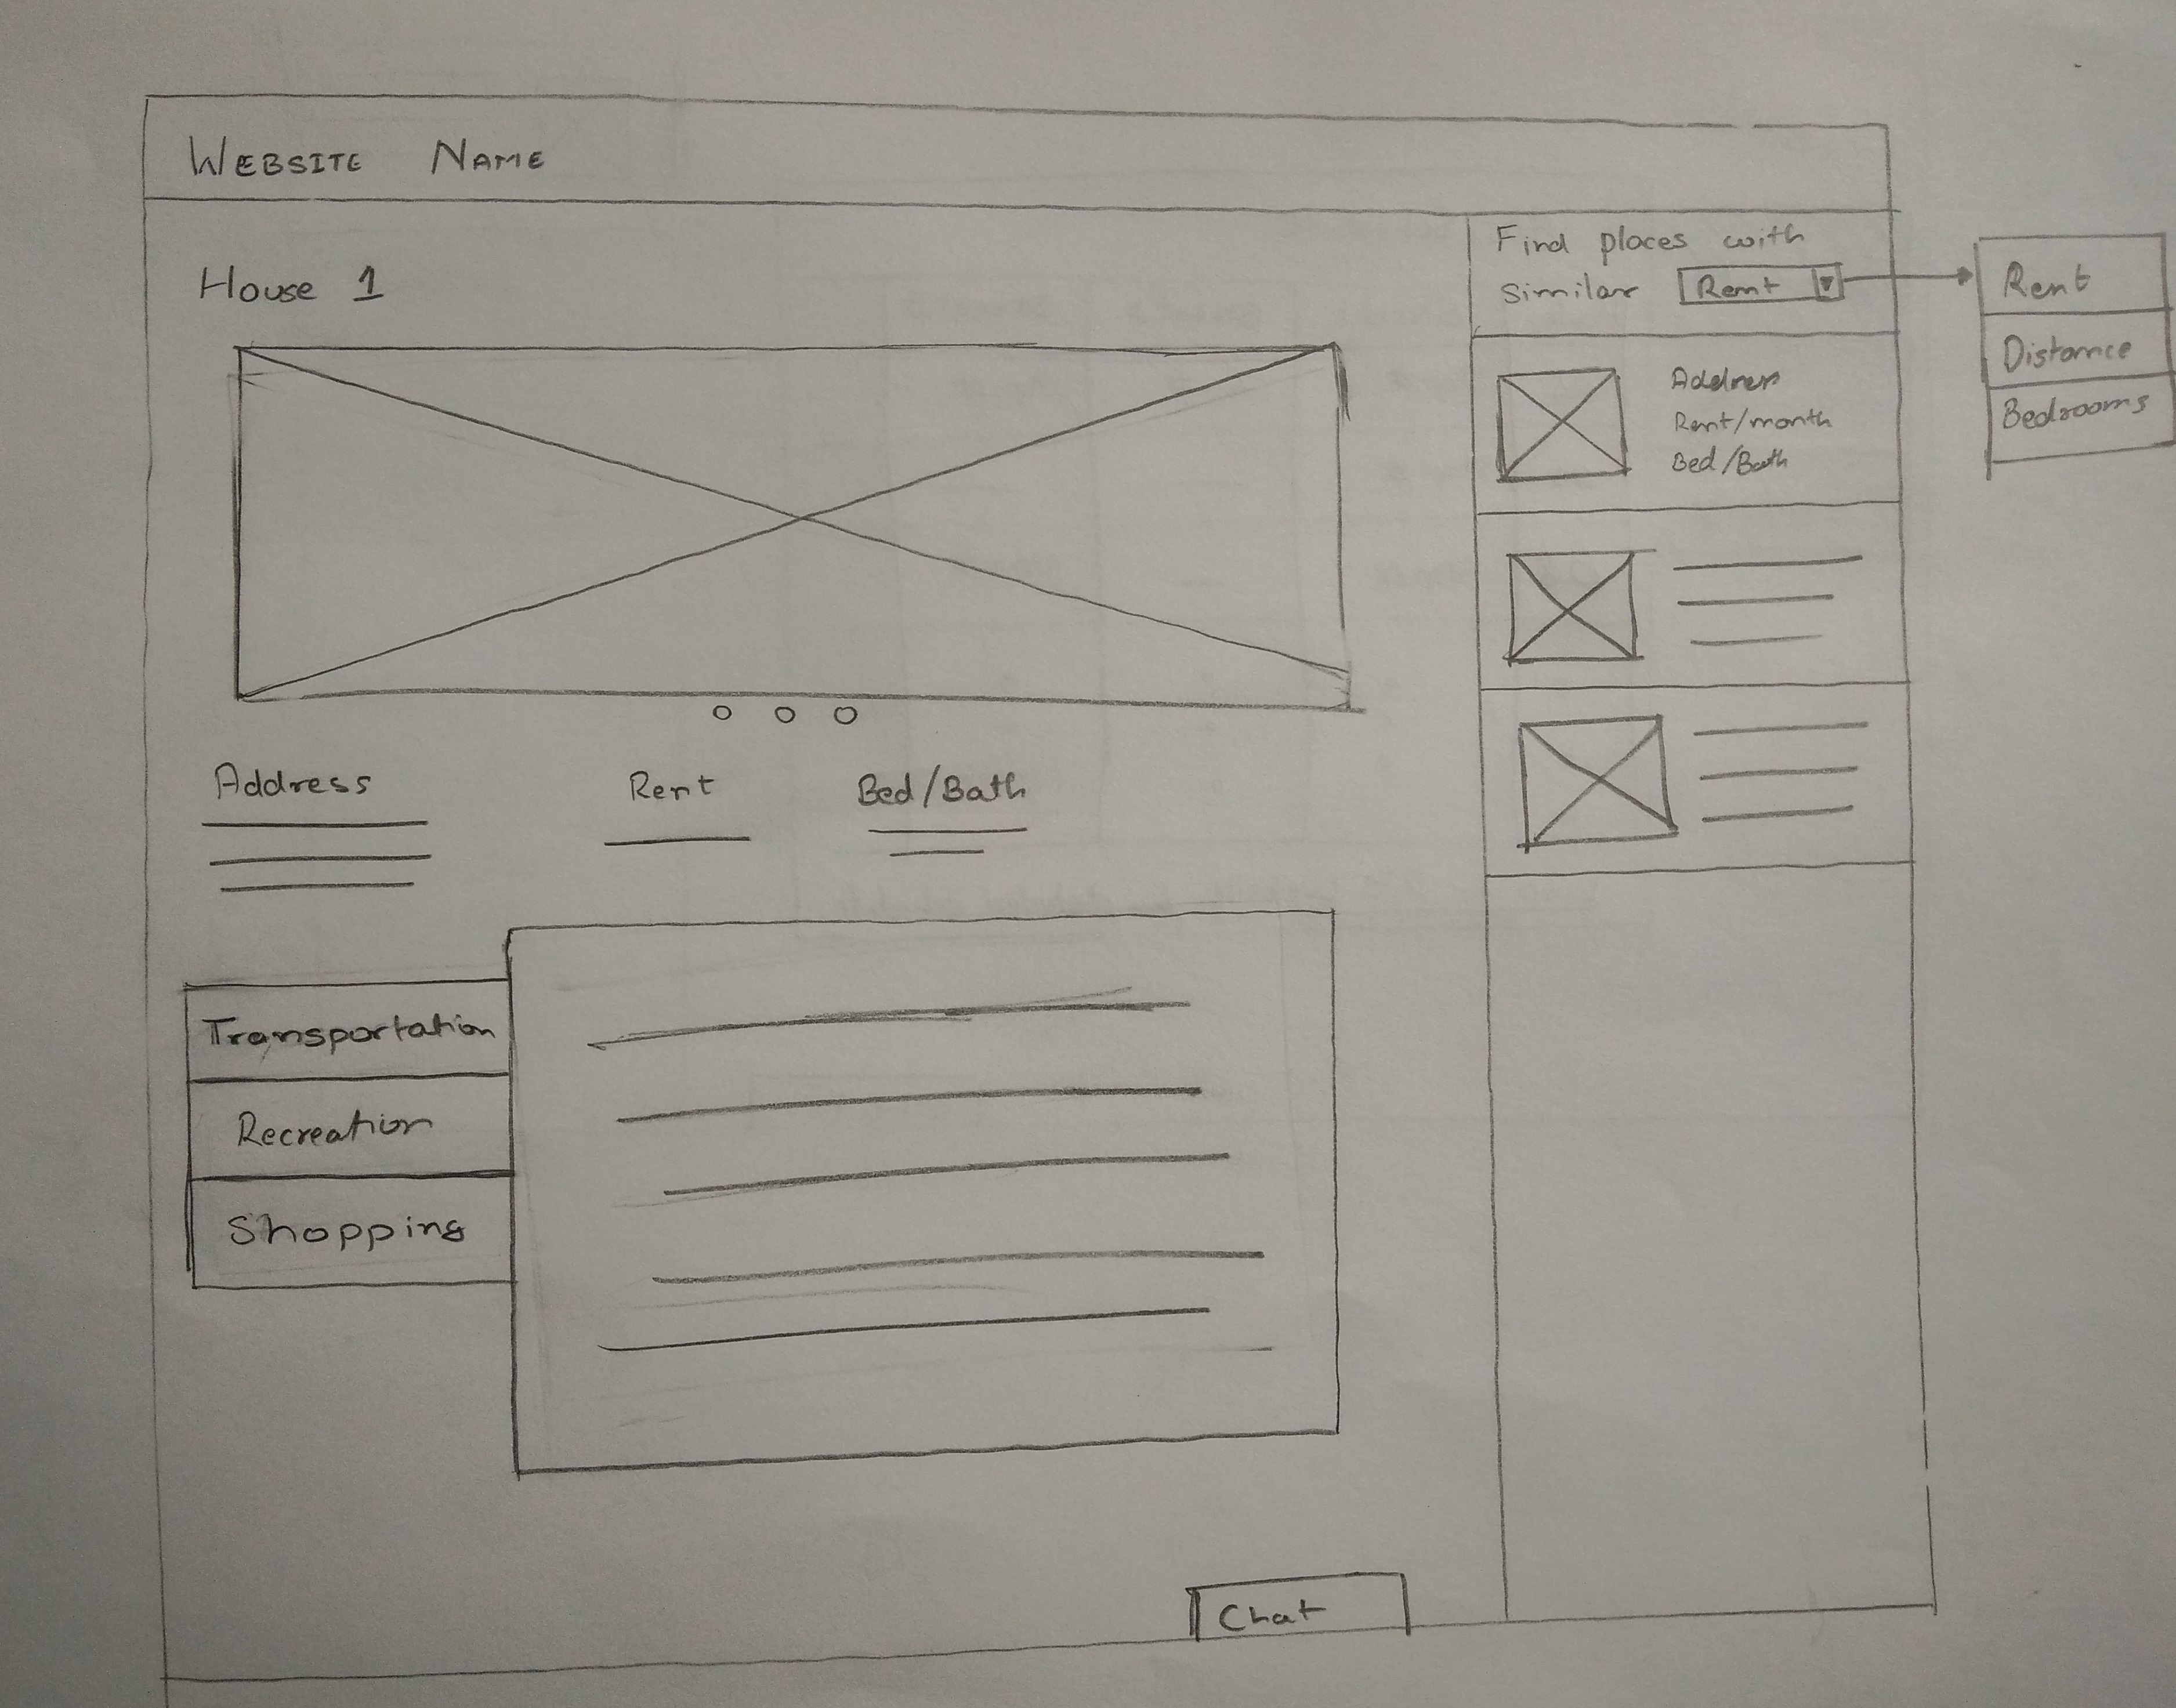 WEBSITE NAME
House 1
Address
Rent
Bed/Bath
Transportation
Recreation
Shopping
Chat
Find places with
similar Rent
Address
Rent/month
Bed/Bath
Rent
Distance
Bedrooms